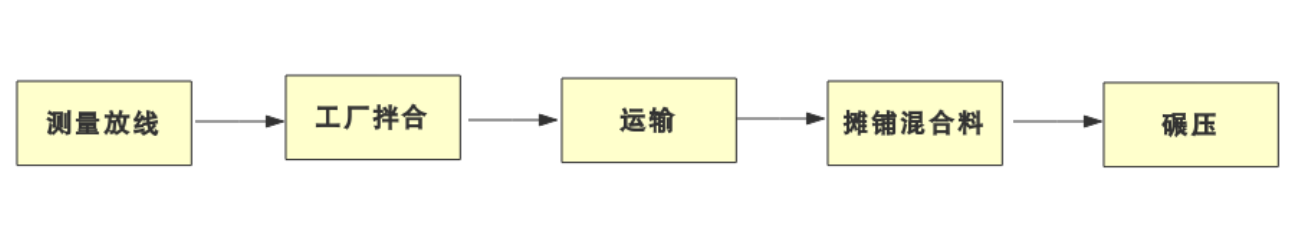 测量放线
工厂拌合
运输
摊铺混合料
碾压